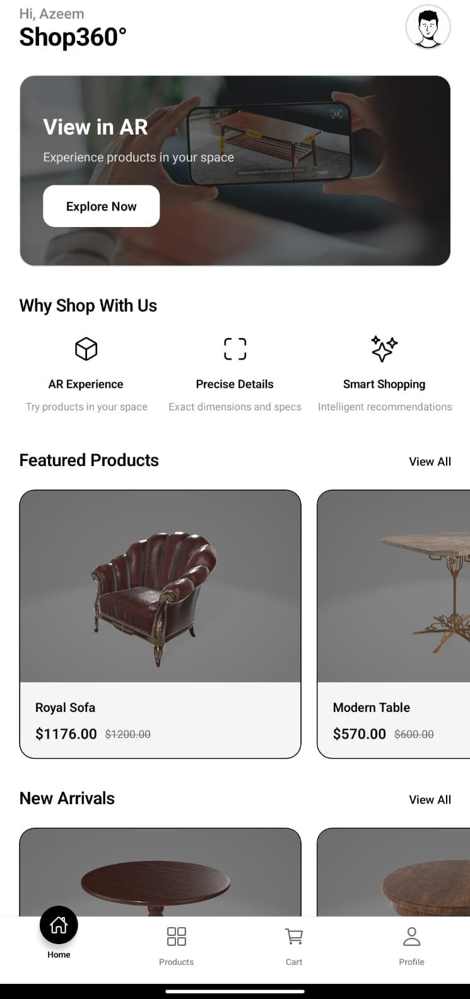 Hi, Azeem
Shop360°
View in AR
Experience products in your space
Explore Now
AR
Why Shop With Us
AR Experience
Precise Details
Smart Shopping
Try products in your space
Exact dimensions and specs
Intelligent recommendations
Featured Products
View All
Royal Sofa
$1176.00 $1200.00
Modern Table
$570.00 $600.00
New Arrivals
View All
Home
Products
Cart
Profile